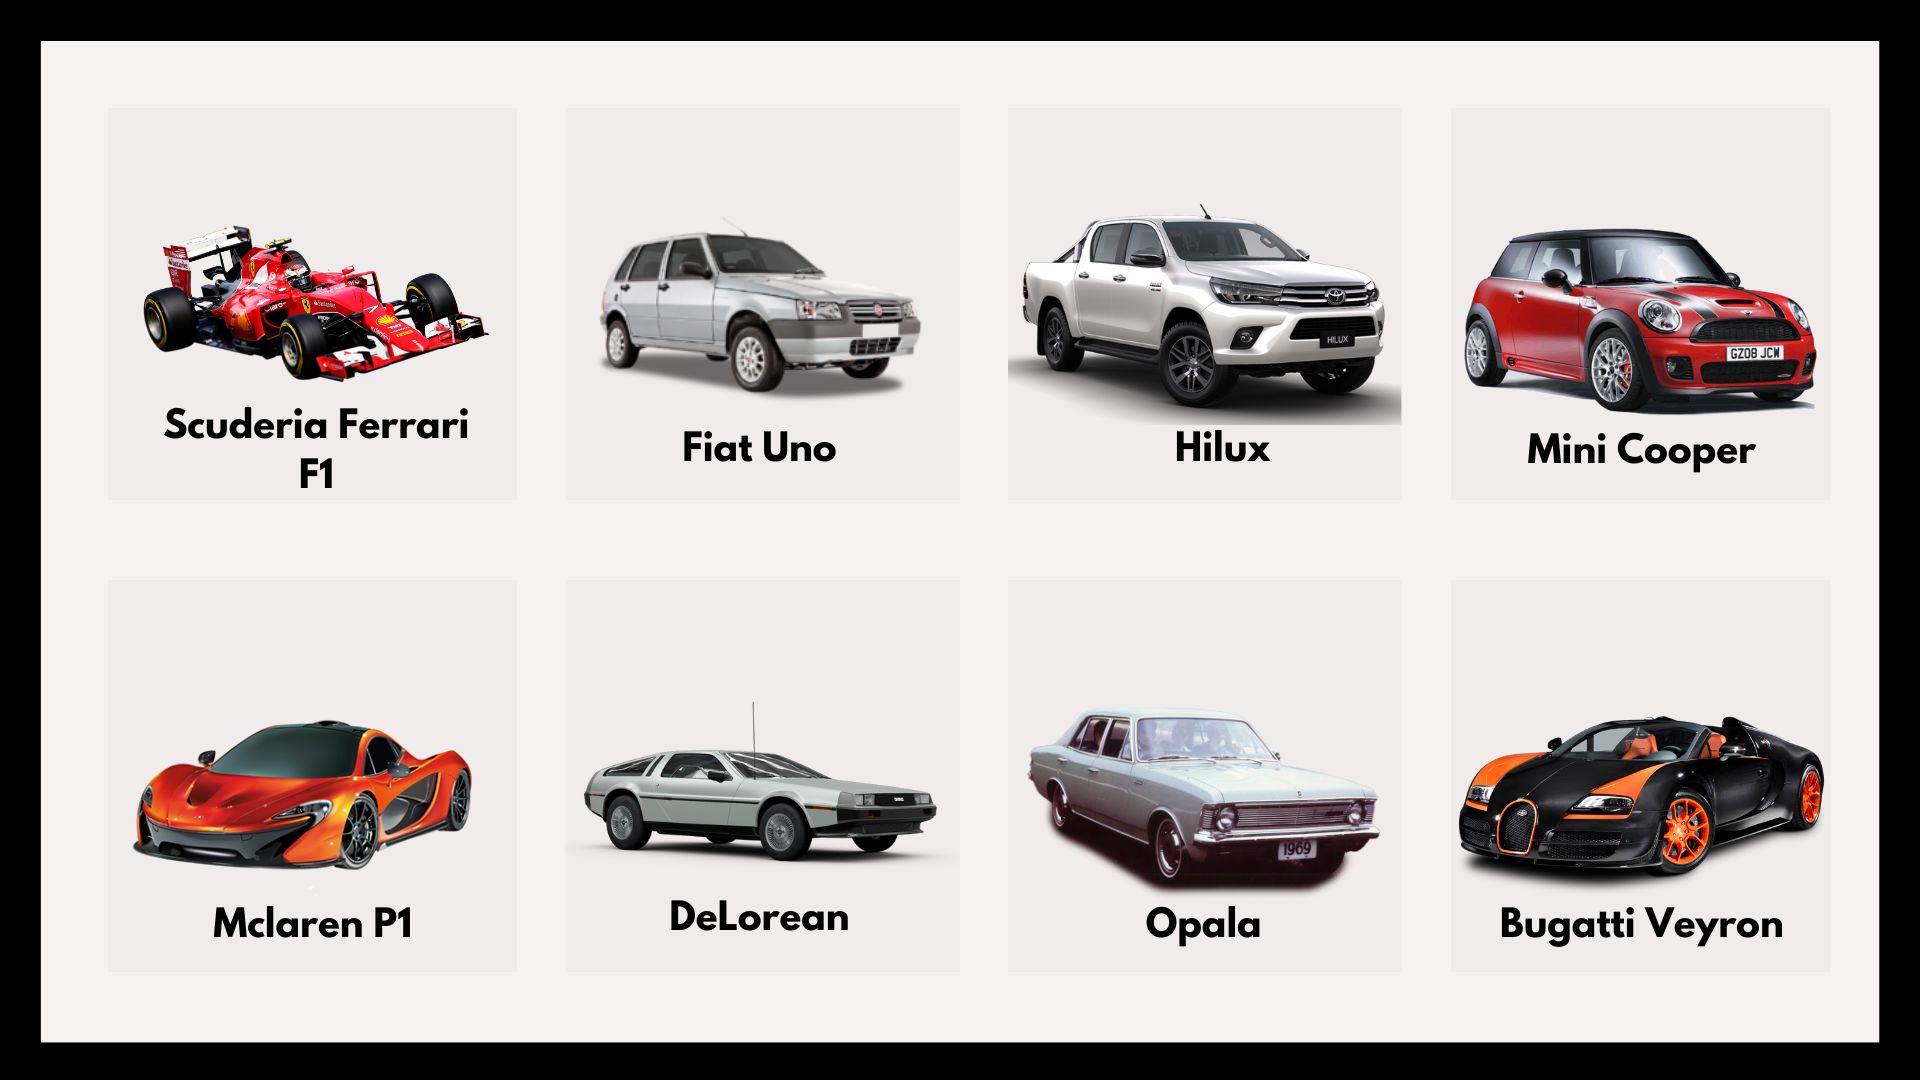 Scuderia Ferrari
F1
Fiat Uno
HILUX
Hilux
GZ08 JCW
Mini Cooper
Mclaren P1
DeLorean
1969
Opala
Bugatti Veyron